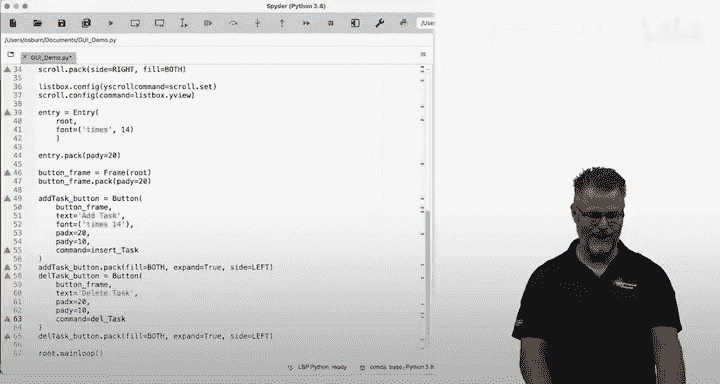 Spyder (Python 3.8)
/Users/osburn/Documents/GUI_Demo.py
GUI_Demo.py*
34 scroll.pack(side=RIGHT, fill=BOTH)
35
36 listbox.config(yscrollcommand=scroll.set)
37 scroll.config(command=listbox.yview)
38
39 entry = Entry(
40 root,
41 font=('times', 14)
42 )
43
44 entry.pack(pady=20)
45
46 button_frame = Frame(root)
47 button_frame.pack(pady=20)
48
49 addTask_button = Button(
50 button_frame,
51 text='Add Task',
52 font=('times 14'),
53 padx=20,
54 pady=10,
55 command=insert_Task
56 )
57 addTask_button.pack(fill=BOTH, expand=True, side=LEFT)
58 delTask_button = Button(
59 button_frame,
60 text='Delete Task',
61 padx=20,
62 pady=10,
63 command=del_Task
64 )
65 delTask_button.pack(fill=BOTH, expand=True, side=LEFT)
66
67 root.mainloop()
LSP Python, ready conda, base, Python 3.8